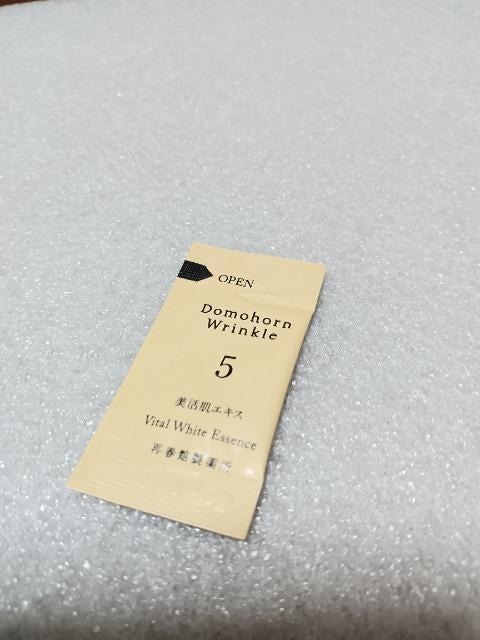 OPEN
Domohorn
Wrinkle
5
美活肌エキス
Vital White Essence
再春館製薬所